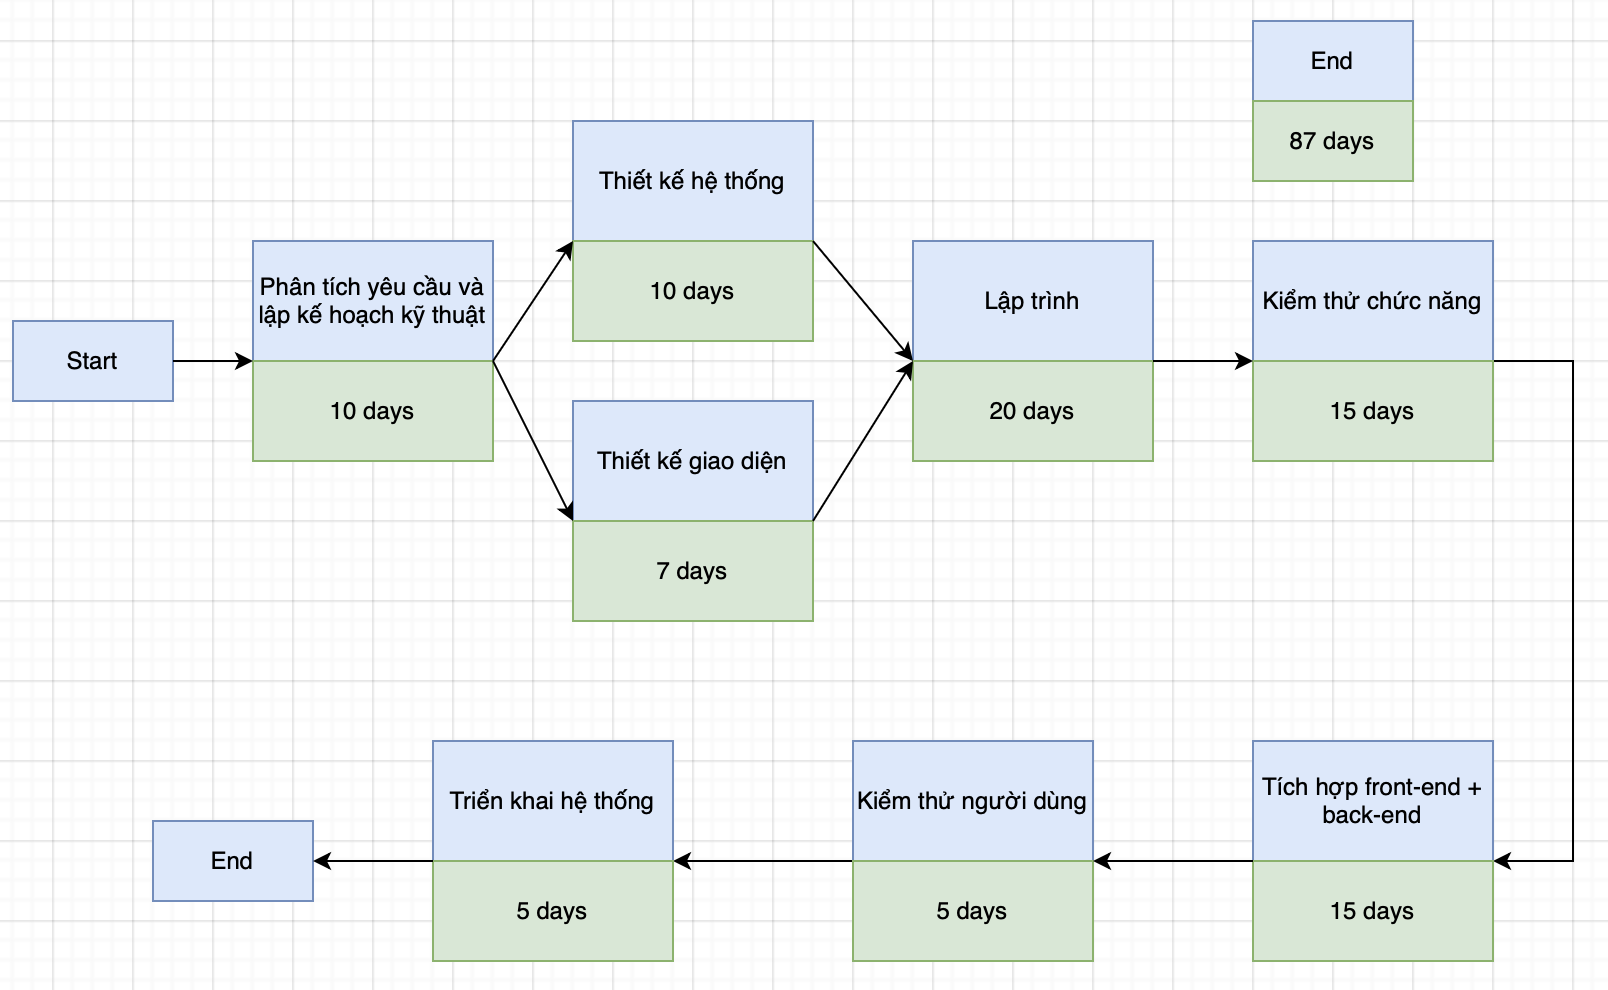 End
87 days
Thiết kế hệ thống
10 days
Start
Phân tích yêu cầu và
lập kế hoạch kỹ thuật
10 days
Thiết kế giao diện
7 days
Lập trình
20 days
Kiểm thử chức năng
15 days
Tích hợp front-end +
back-end
15 days
Kiểm thử người dùng
5 days
Triển khai hệ thống
5 days
End